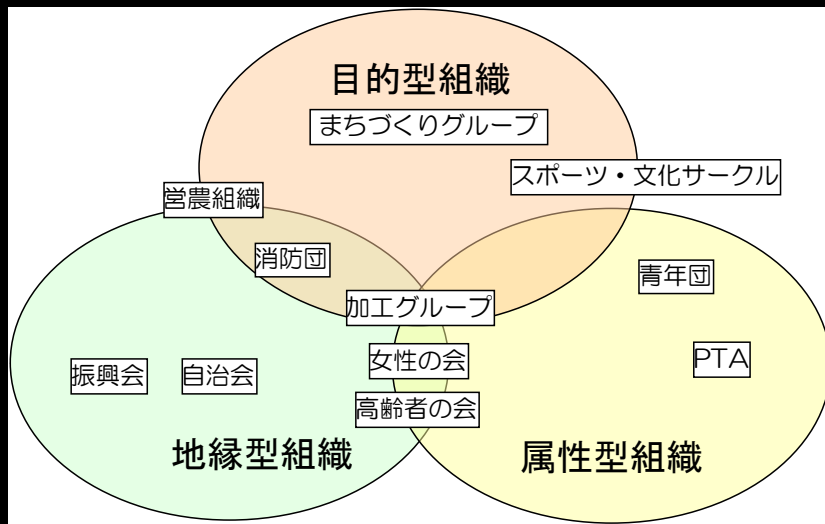 目的型組織
まちづくりグループ
スポーツ・文化サークル
営農組織
消防団
青年団
加工グループ
女性の会
PTA
振興会
自治会
高齢者の会
地縁型組織
属性型組織